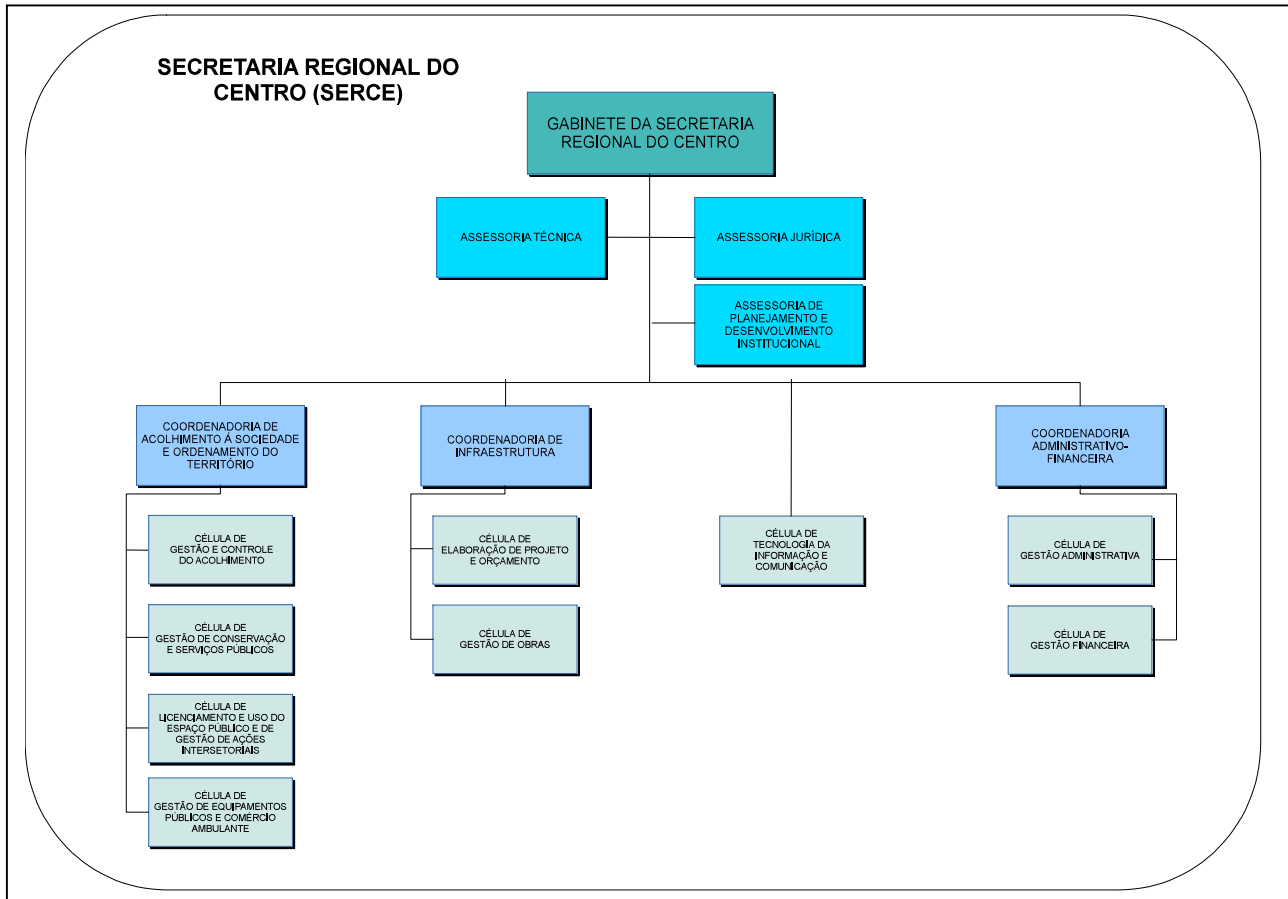 SECRETARIA REGIONAL DO
CENTRO (SERCE)
GABINETE DA SECRETARIA
REGIONAL DO CENTRO
ASSESSORIA TÉCNICA
ASSESSORIA JURÍDICA
ASSESSORIA DE
PLANEJAMENTO E
DESENVOLVIMENTO
INSTITUCIONAL
COORDENADORIA DE
ACOLHIMENTO Á SOCIEDADE
E ORDENAMENTO DO
TERRITÓRIO
COORDENADORIA DE
INFRAESTRUTURA
COORDENADORIA
ADMINISTRATIVO-
FINANCEIRA
CÉLULA DE
GESTÃO E CONTROLE
DO ACOLHIMENTO
CÉLULA DE
ELABORAÇÃO DE PROJETO
E ORÇAMENTO
CÉLULA DE
TECNOLOGIA DA
INFORMAÇÃO E
COMUNICAÇÃO
CÉLULA DE
GESTÃO ADMINISTRATIVA
CÉLULA DE
GESTÃO DE CONSERVAÇÃO
E SERVIÇOS PÚBLICOS
CÉLULA DE
GESTÃO DE OBRAS
CÉLULA DE
GESTÃO FINANCEIRA
CÉLULA DE
LICENCIAMENTO E USO DO
ESPAÇO PÚBLICO E DE
GESTÃO DE AÇÕES
INTERSETORIAIS
CÉLULA DE
GESTÃO DE EQUIPAMENTOS
PÚBLICOS E COMÉRCIO
AMBULANTE